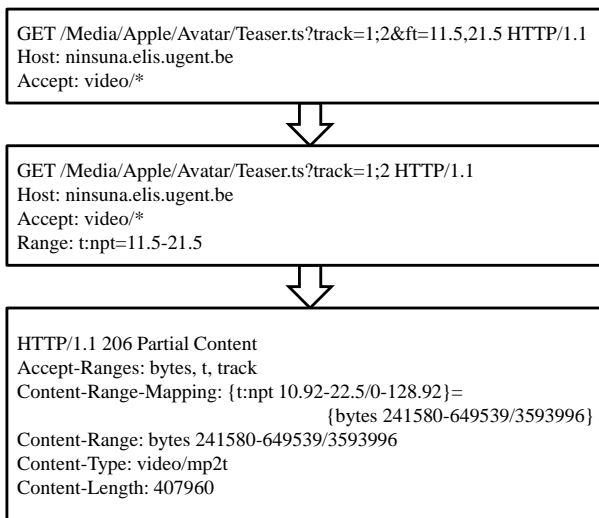 GET /Media/Apple/Avatar/Teaser.ts?track=1;2&ft=11.5,21.5 HTTP/1.1
Host: ninsuna.elis.ugent.be
Accept: video/*
GET /Media/Apple/Avatar/Teaser.ts?track=1;2 HTTP/1.1
Host: ninsuna.elis.ugent.be
Accept: video/*
Range: t:npt=11.5-21.5
HTTP/1.1 206 Partial Content
Accept-Ranges: bytes, t, track
Content-Range-Mapping: {t:npt 10.92-22.5/0-128.92}=
{bytes 241580-649539/3593996}
Content-Range: bytes 241580-649539/3593996
Content-Type: video/mp2t
Content-Length: 407960